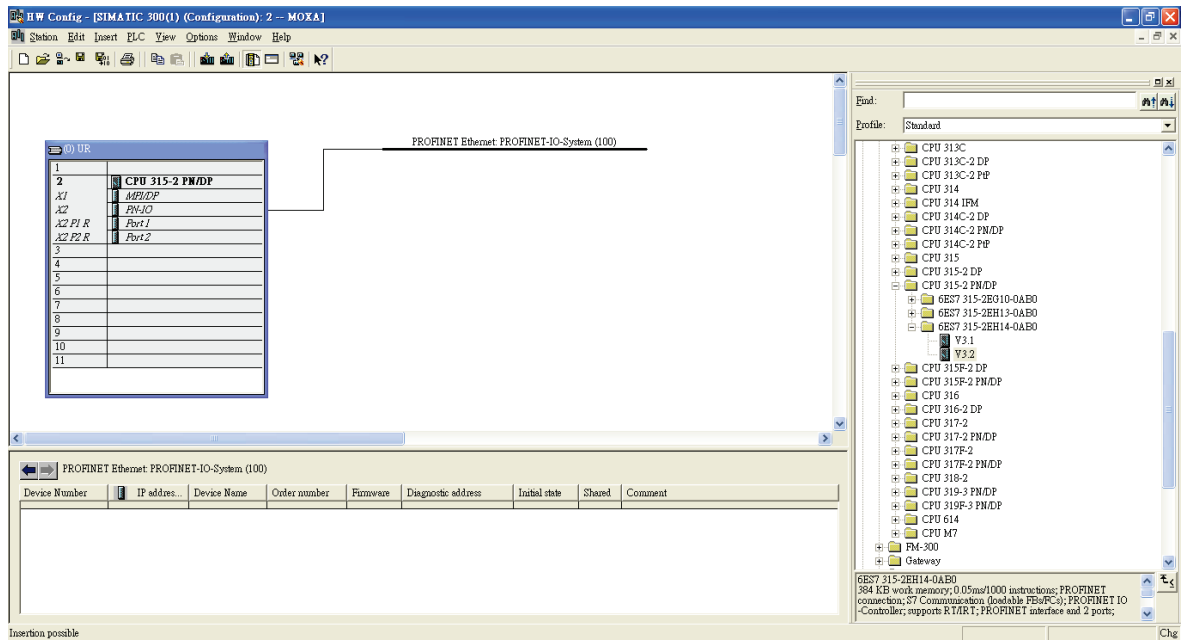 HW Config - [SIMATIC 300(1) (Configuration): 2 -- MOXA]
Station Edit Insert PLC View Options Window Help
(0) UR
1
2 CPU 315-2 PN/DP
X1 MPI/DP
X2 PN-IO
X2 P1 R Port 1
X2 P2 R Port 2
3
4
5
6
7
8
9
10
11
PROFINET Ethernet: PROFINET-IO-System (100)
Find:
Profile: Standard
CPU 313C
CPU 313C-2 DP
CPU 313C-2 PtP
CPU 314
CPU 314 IFM
CPU 314C-2 DP
CPU 314C-2 PN/DP
CPU 314C-2 PtP
CPU 315
CPU 315-2 DP
CPU 315-2 PN/DP
6ES7 315-2EG10-0AB0
6ES7 315-2EH13-0AB0
6ES7 315-2EH14-0AB0
V3.1
V3.2
CPU 315F-2 DP
CPU 315F-2 PN/DP
CPU 316
CPU 316-2 DP
CPU 317-2
CPU 317-2 PN/DP
CPU 317F-2
CPU 317F-2 PN/DP
CPU 318-2
CPU 319-3 PN/DP
CPU 319F-3 PN/DP
CPU 614
CPU M7
FM-300
Gateway
6ES7 315-2EH14-0AB0
384 KB work memory; 0.05ms/1000 instructions; PROFINET
connection; S7 Communication (loadable FBs/FCs); PROFINET IO
-Controller; supports RT/IRT; PROFINET interface and 2 ports;
PROFINET Ethernet: PROFINET-IO-System (100)
Device Number IP addres... Device Name Order number Firmware Diagnostic address Initial state Shared Comment
Insertion possible
Chg